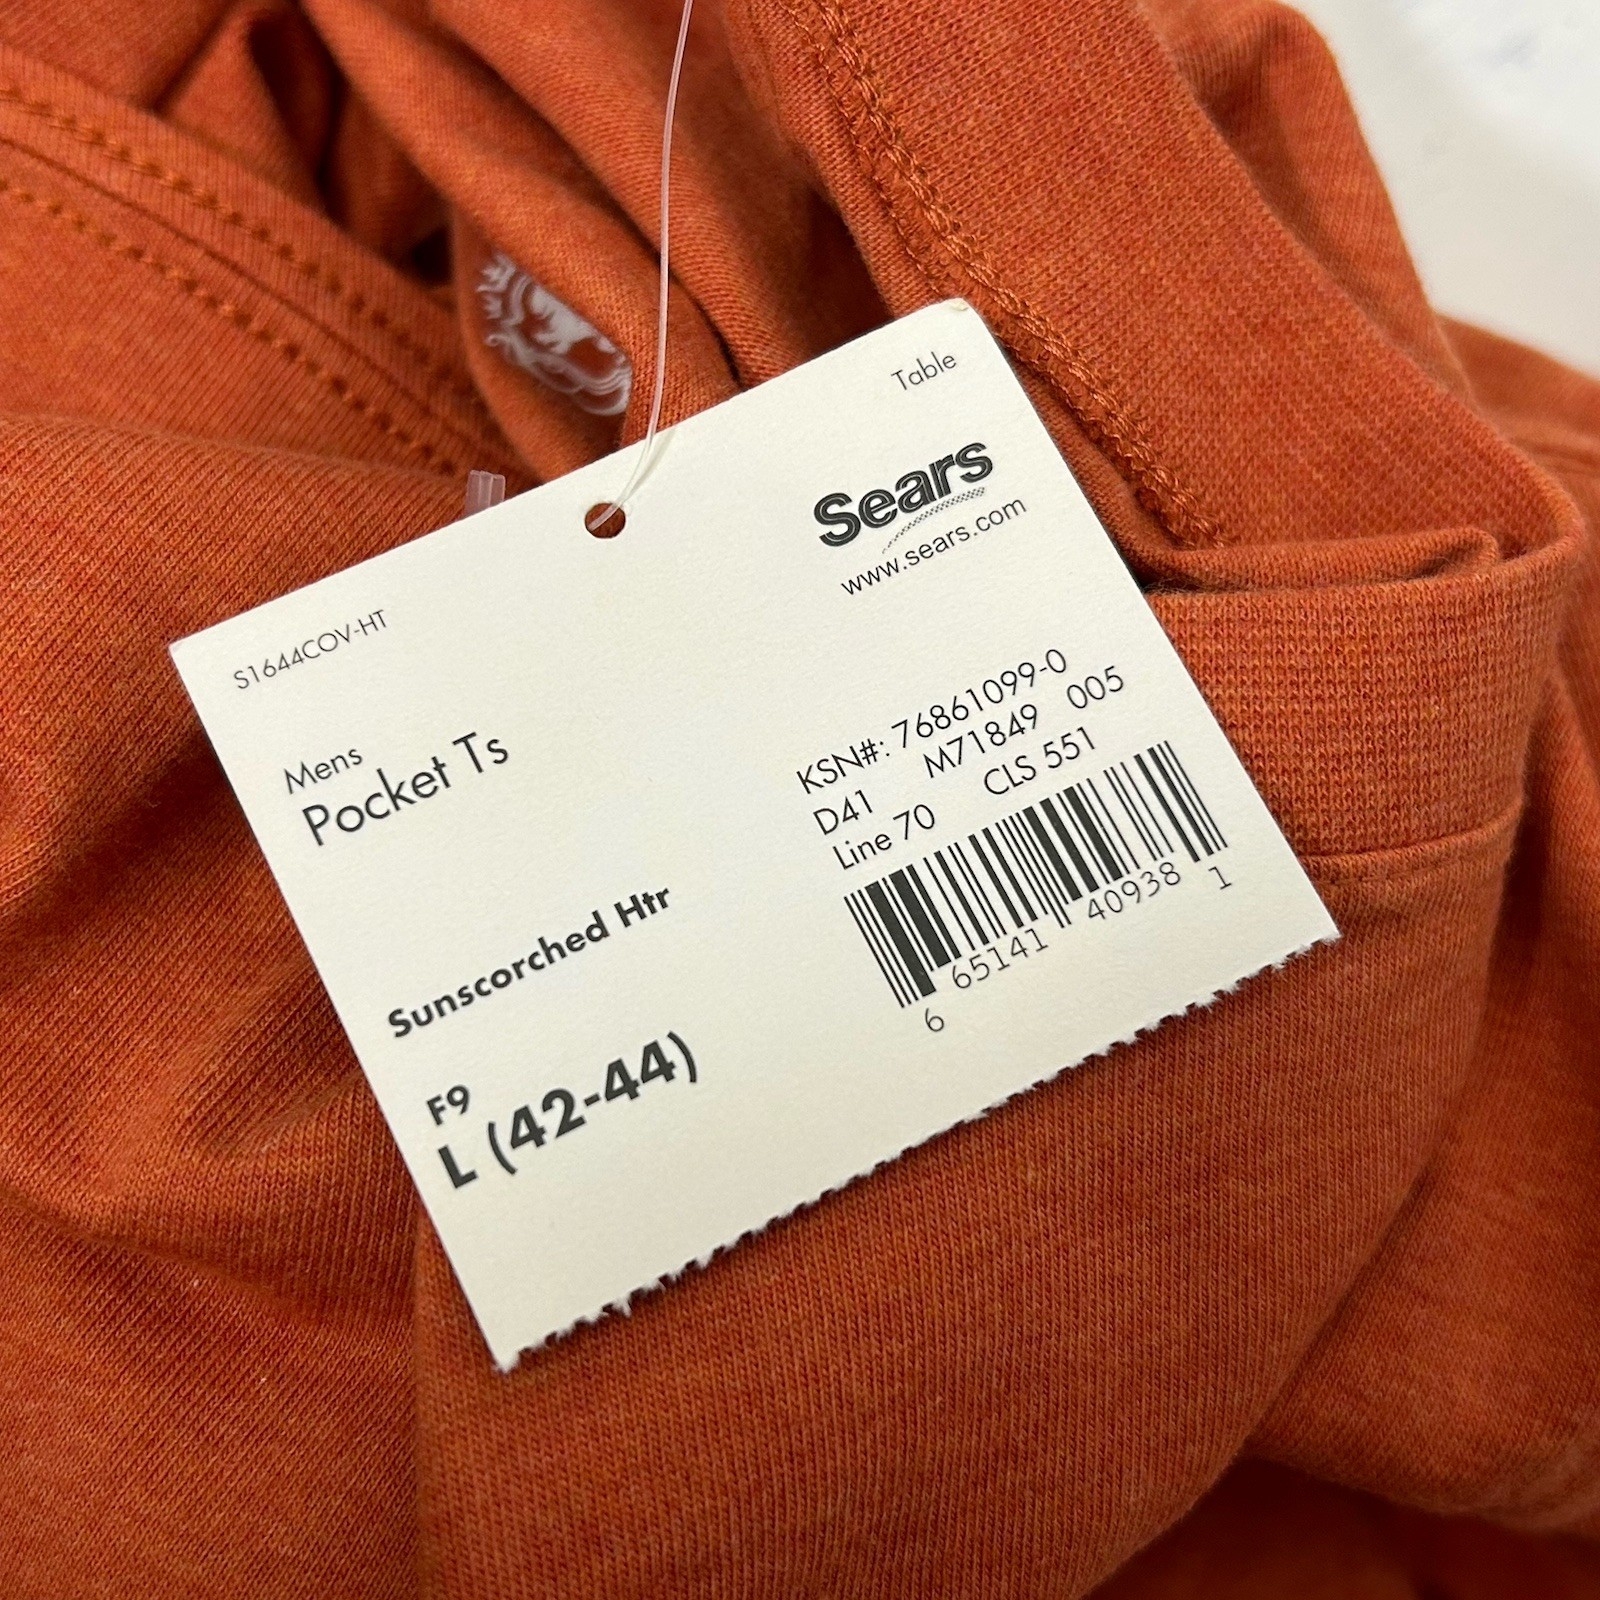 Table
Sears
www.sears.com
S1644COV-HT
Mens
Pocket Ts
KSN#: 76861099-0
D41 M71849 005
Line 70 CLS 551
6 65141 40938 1
Sunscorched Htr
F9
L (42-44)